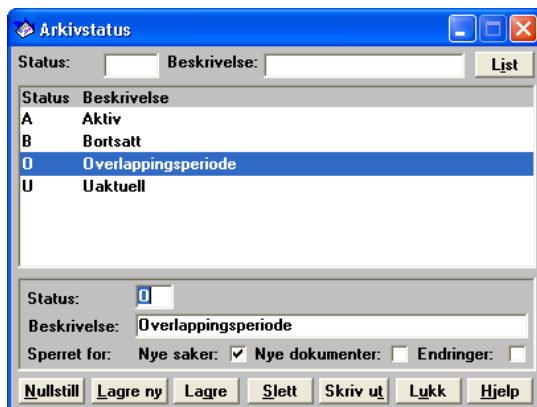 Arkivstatus
Status: Beskrivelse: List
Status Beskrivelse
A Aktiv
B Bortsatt
O Overlappingsperiode
U Uaktuell
Status: O
Beskrivelse: Overlappingsperiode
Sperret for: Nye saker: Nye dokumenter: Endringer:
Nullstill Lagre ny Lagre Slett Skriv ut Lukk Hjelp